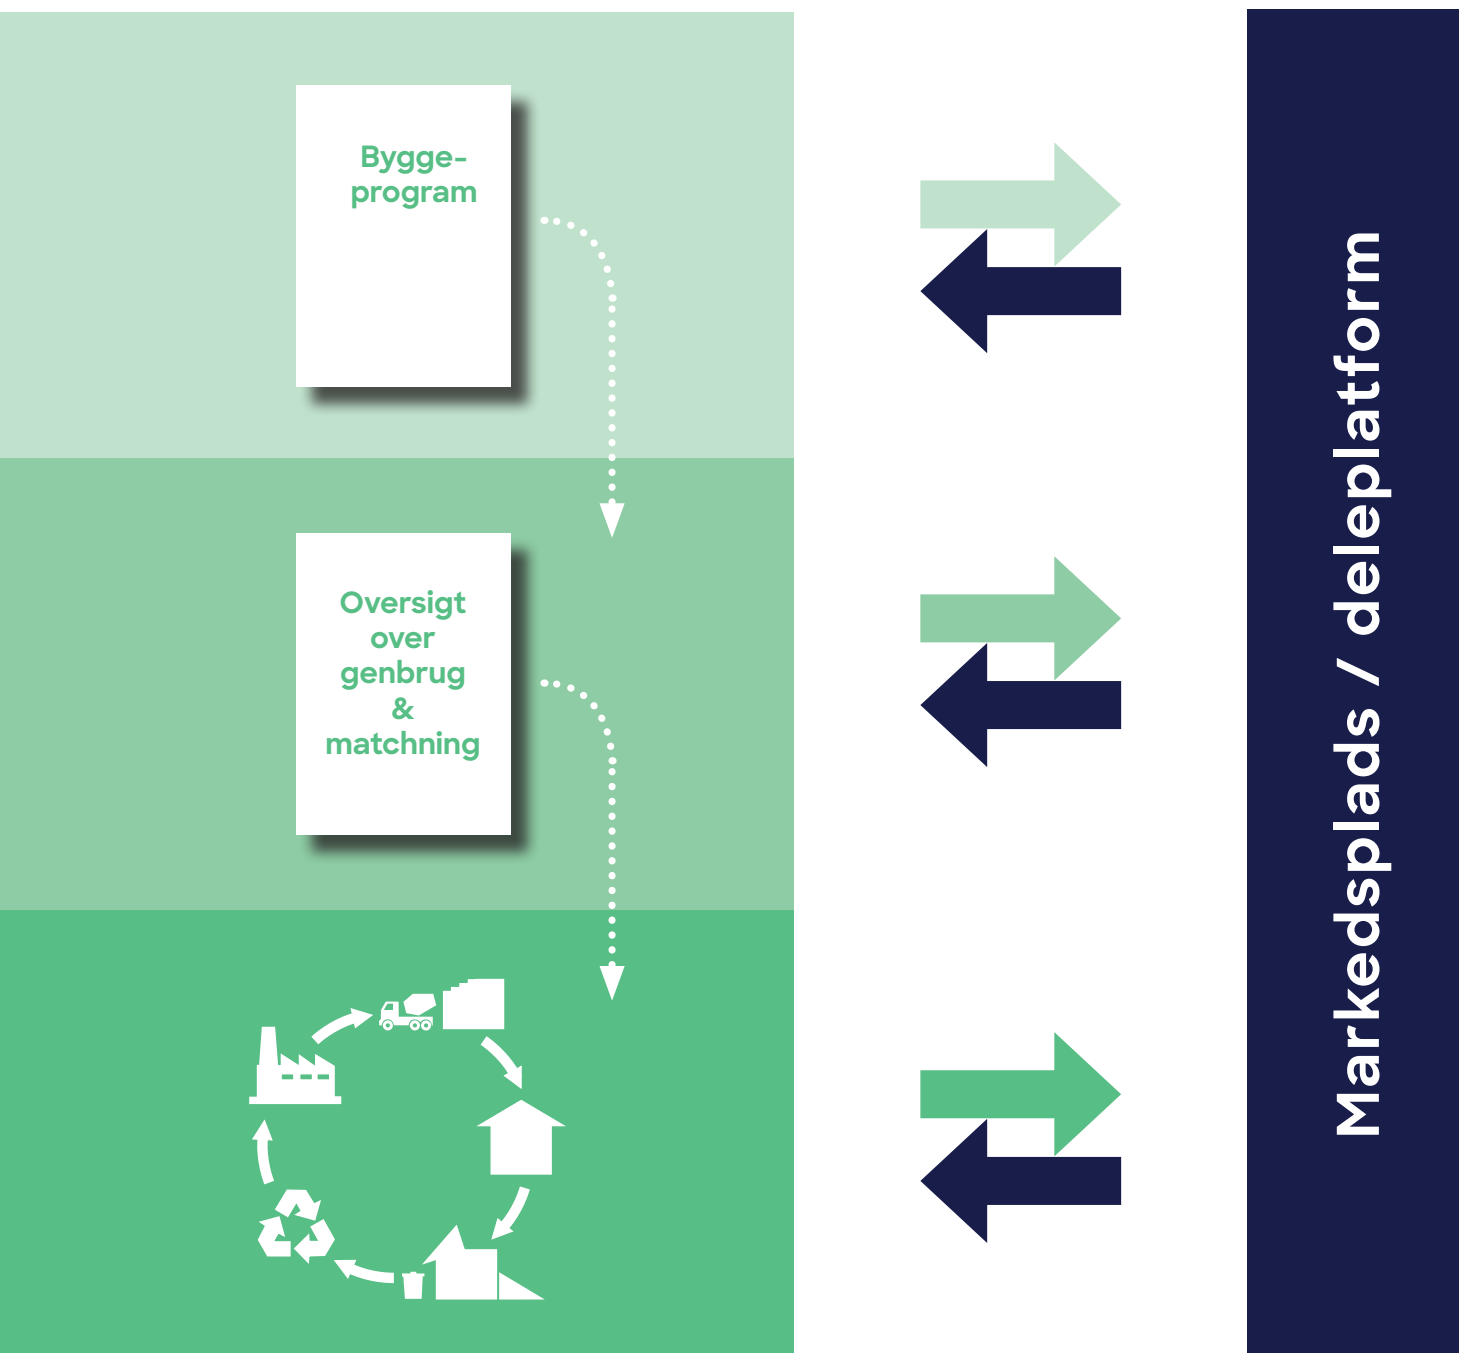 Bygge-
program
Oversigt
over
genbrug
&
matchning
Markedsplads / deleplatform